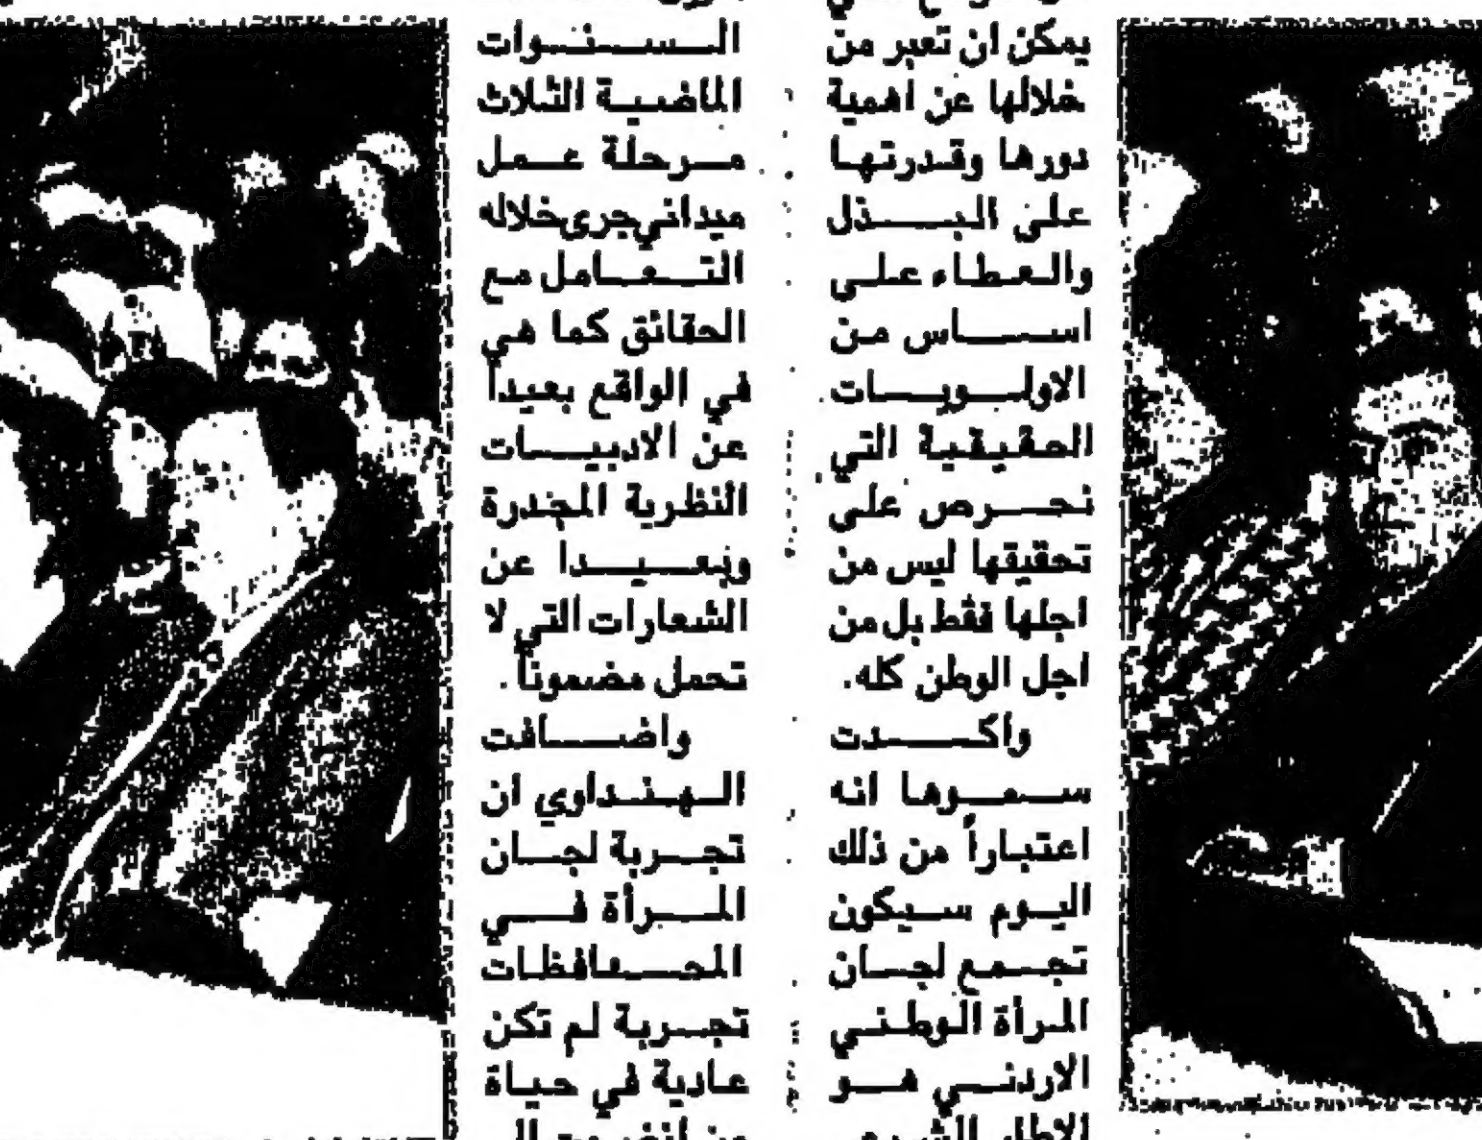 يمكن ان تعبر من
خلالها عن اهمية
دورها وقدرتها
على البذل
والعطاء على
اساس من
الاولويات
الحقيقية التي
نحرص على
تحقيقها ليس من
اجلها فقط بل من
اجل الوطن كله.
واكدت
سموها انه
اعتباراً من ذلك
اليوم سيكون
تجمع لجان
المرأة الوطني
الاردني هو
السنوات
الماضية الثلاث
مرحلة عمل
ميداني جرى خلاله
التعامل مع
الحقائق كما هي
في الواقع بعيداً
عن الادبيات
النظرية المجدرة
وبعيدا عن
الشعارات التي لا
تحمل مضموناً.
واضافت
الهنداوي ان
تجربة لجان
المرأة في
المحافظات
تجربة لم تكن
عادية في حياة